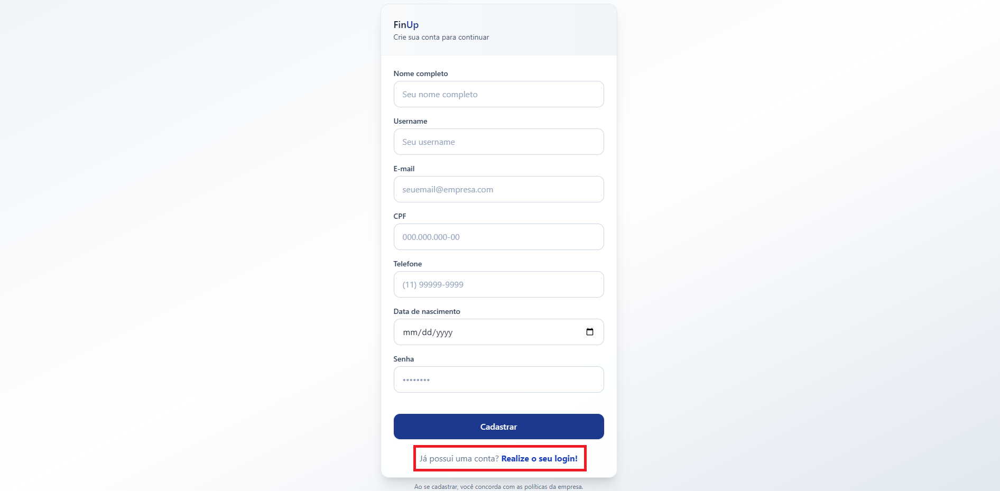 FinUp
Crie sua conta para continuar
Nome completo
Seu nome completo
Username
Seu username
E-mail
seuemail@empresa.com
CPF
000.000.000-00
Telefone
(11) 99999-9999
Data de nascimento
mm/dd/yyyy
Senha
••••••••
Cadastrar
Já possui uma conta? Realize o seu login!
Ao se cadastrar, você concorda com as políticas da empresa.